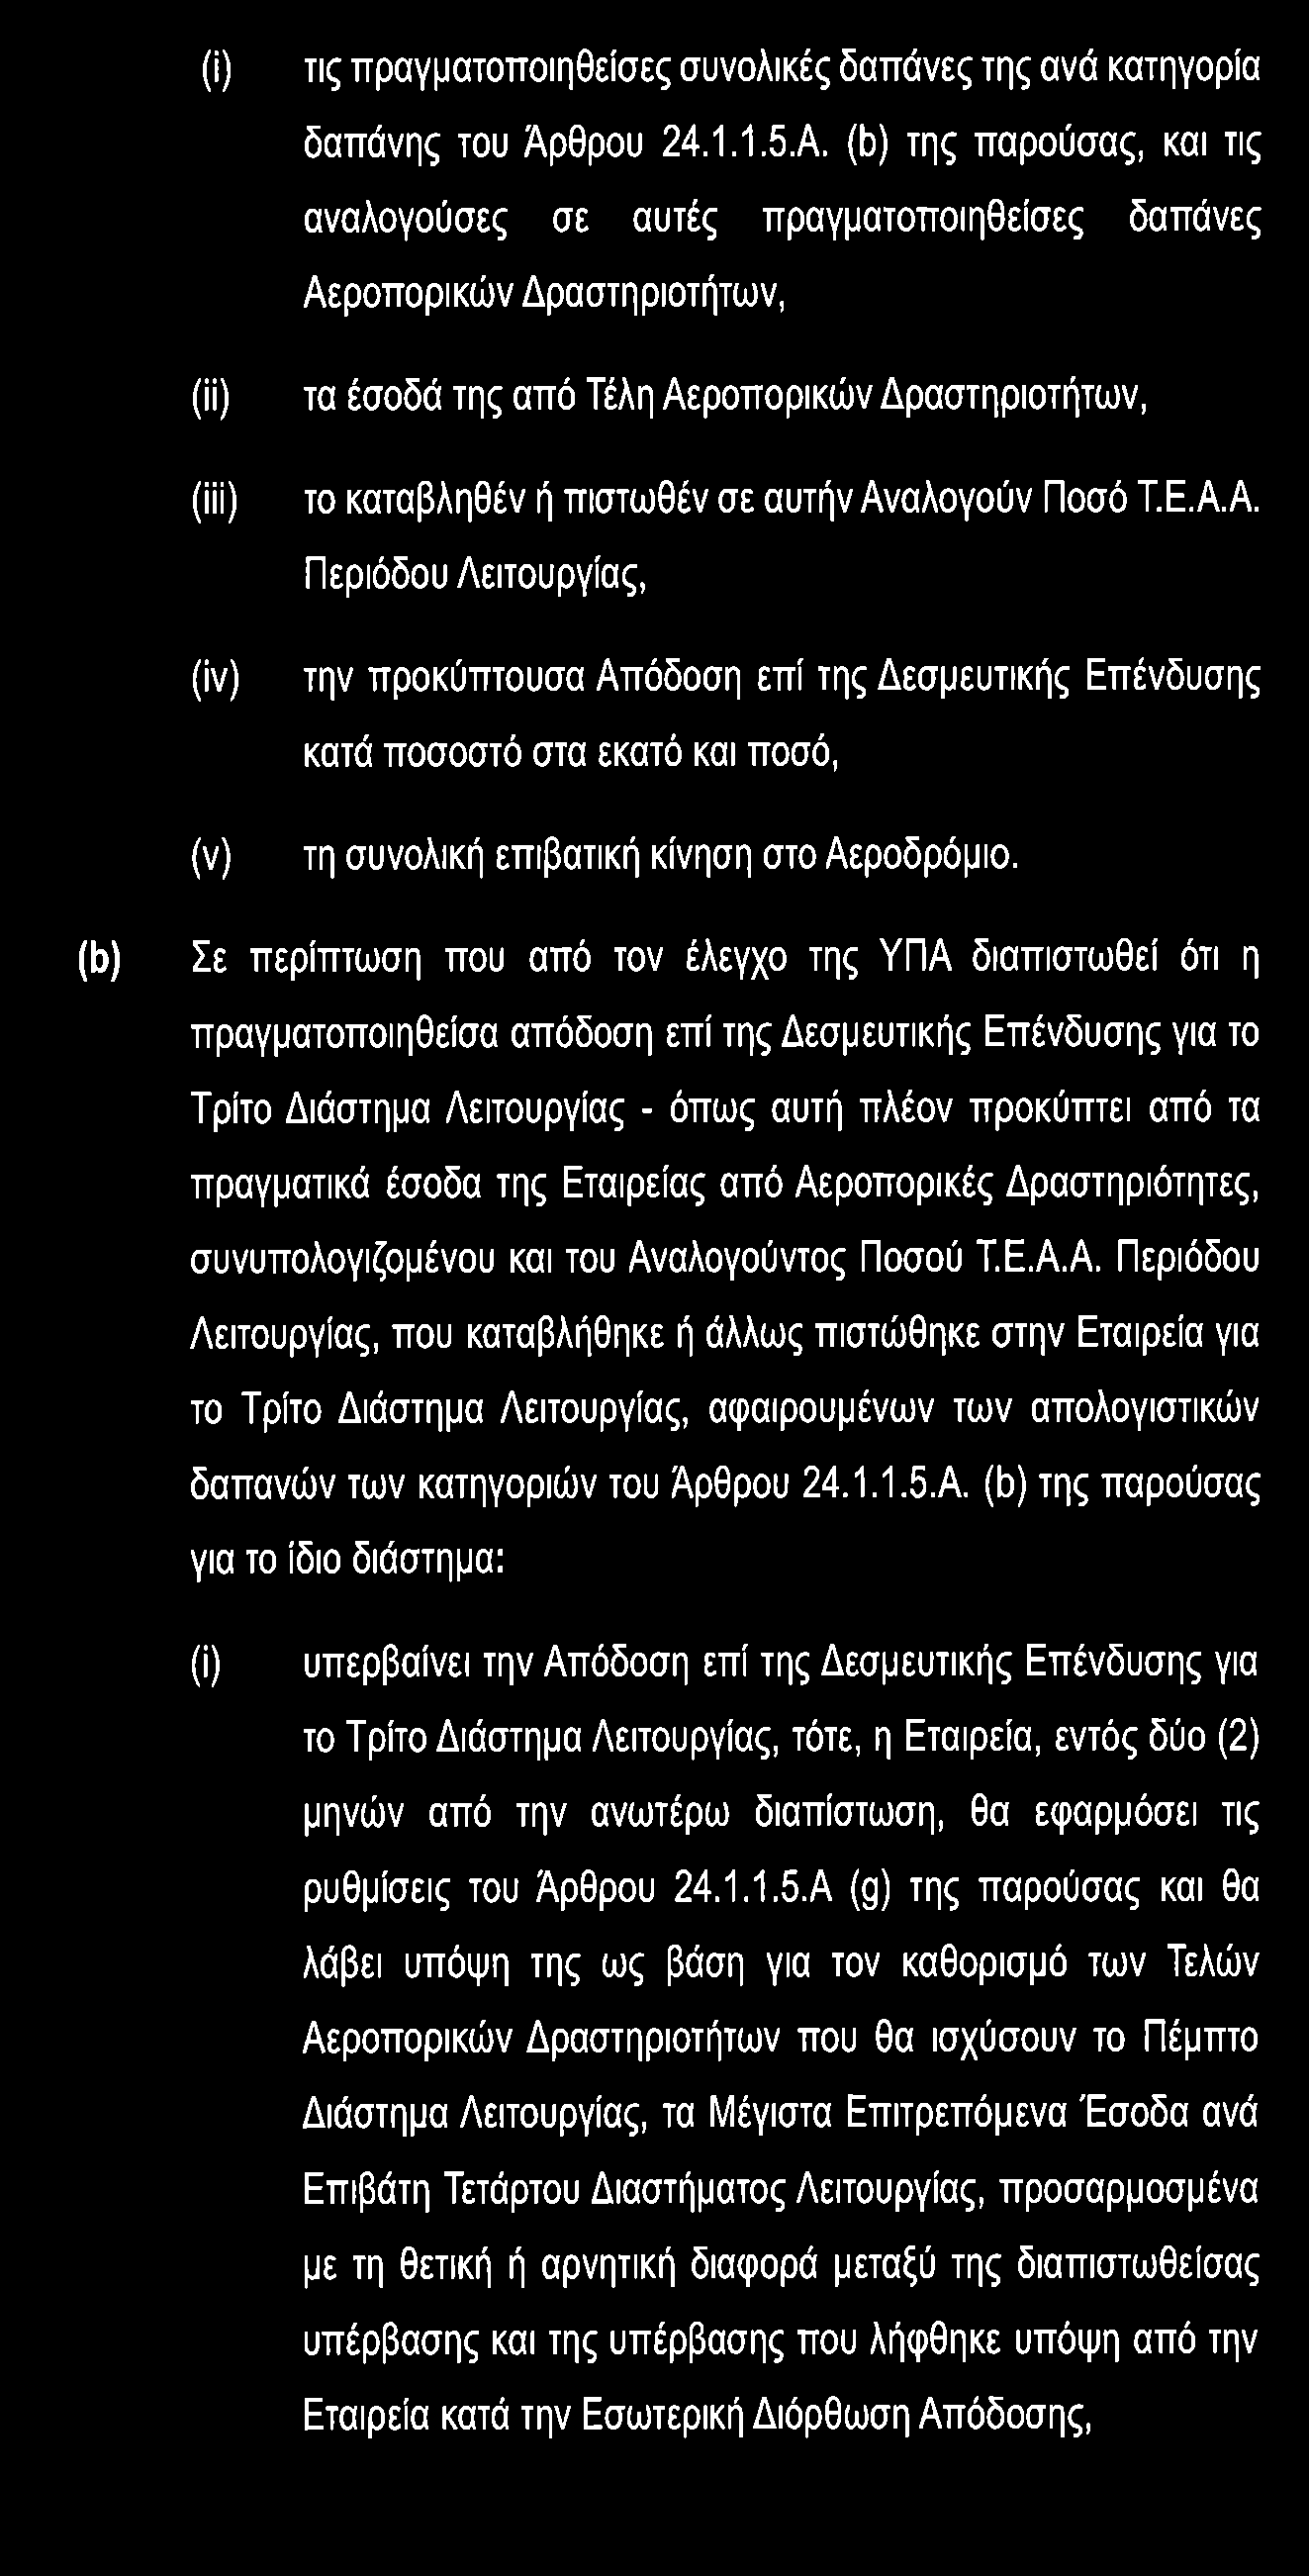 (i) τις πραγματοποιηθείσες συνολικές δαπάνες της ανά κατηγορία
δαπάνης του Άρθρου 24.1.1.5.Α. (b) της παρούσας, και τις
αναλογούσες σε αυτές πραγματοποιηθείσες δαπάνες
Αεροπορικών Δραστηριοτήτων,
(ii) τα έσοδά της από Τέλη Αεροπορικών Δραστηριοτήτων,
(iii) το καταβληθέν ή πιστωθέν σε αυτήν Αναλογούν Ποσό Τ.Ε.Α.Α.
Περιόδου Λειτουργίας,
(iv) την προκύπτουσα Απόδοση επί της Δεσμευτικής Επένδυσης
κατά ποσοστό στα εκατό και ποσό,
(v) τη συνολική επιβατική κίνηση στο Αεροδρόμιο.
(b) Σε περίπτωση που από τον έλεγχο της ΥΠΑ διαπιστωθεί ότι η
πραγματοποιηθείσα απόδοση επί της Δεσμευτικής Επένδυσης για το
Τρίτο Διάστημα Λειτουργίας - όπως αυτή πλέον προκύπτει από τα
πραγματικά έσοδα της Εταιρείας από Αεροπορικές Δραστηριότητες,
συνυπολογιζομένου και του Αναλογούντος Ποσού Τ.Ε.Α.Α. Περιόδου
Λειτουργίας, που καταβλήθηκε ή άλλως πιστώθηκε στην Εταιρεία για
το Τρίτο Διάστημα Λειτουργίας, αφαιρουμένων των απολογιστικών
δαπανών των κατηγοριών του Άρθρου 24.1.1.5.Α. (b) της παρούσας
για το ίδιο διάστημα:
(i) υπερβαίνει την Απόδοση επί της Δεσμευτικής Επένδυσης για
το Τρίτο Διάστημα Λειτουργίας, τότε, η Εταιρεία, εντός δύο (2)
μηνών από την ανωτέρω διαπίστωση, θα εφαρμόσει τις
ρυθμίσεις του Άρθρου 24.1.1.5.Α (g) της παρούσας και θα
λάβει υπόψη της ως βάση για τον καθορισμό των Τελών
Αεροπορικών Δραστηριοτήτων που θα ισχύσουν το Πέμπτο
Διάστημα Λειτουργίας, τα Μέγιστα Επιτρεπόμενα Έσοδα ανά
Επιβάτη Τετάρτου Διαστήματος Λειτουργίας, προσαρμοσμένα
με τη θετική ή αρνητική διαφορά μεταξύ της διαπιστωθείσας
υπέρβασης και της υπέρβασης που λήφθηκε υπόψη από την
Εταιρεία κατά την Εσωτερική Διόρθωση Απόδοσης,